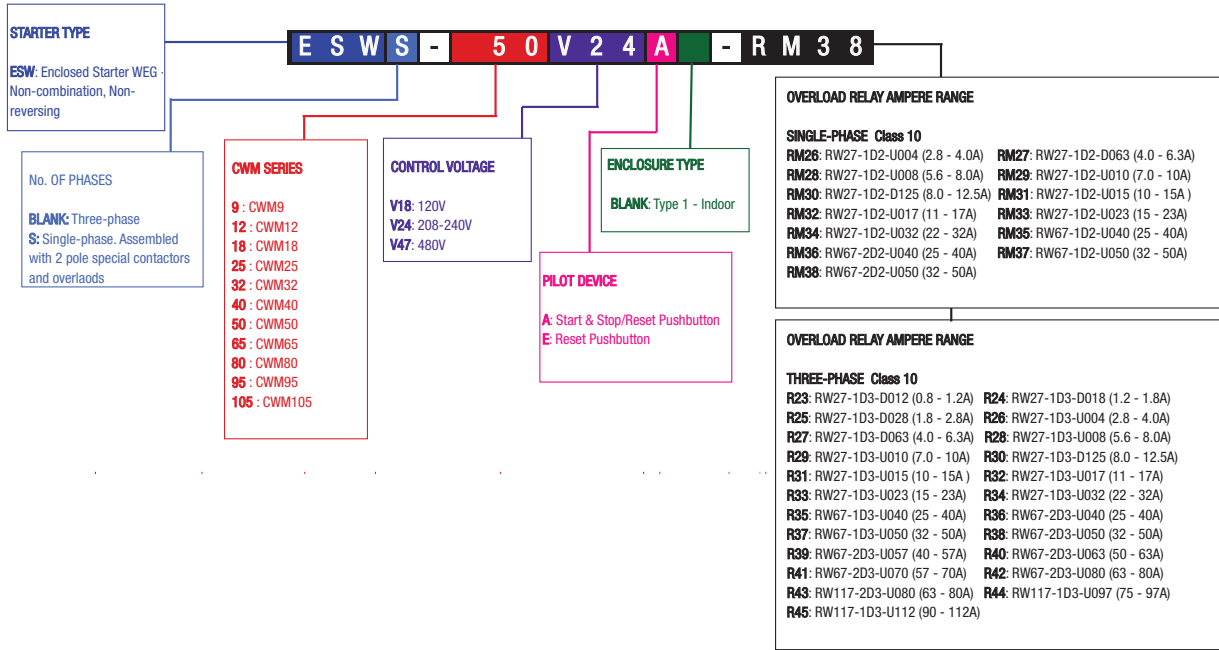 STARTER TYPE
ESW: Enclosed Starter WEG -
Non-combination, Non-
reversing
E S W S - 5 0 V 2 4 A - R M 3 8
No. OF PHASES
BLANK: Three-phase
S: Single-phase. Assembled
with 2 pole special contactors
and overlaods
CWM SERIES
9 : CWM9
12 : CWM12
18 : CWM18
25 : CWM25
32 : CWM32
40 : CWM40
50 : CWM50
65 : CWM65
80 : CWM80
95 : CWM95
105 : CWM105
CONTROL VOLTAGE
V18: 120V
V24: 208-240V
V47: 480V
PILOT DEVICE
A: Start & Stop/Reset Pushbutton
E: Reset Pushbutton
ENCLOSURE TYPE
BLANK: Type 1 - Indoor
OVERLOAD RELAY AMPERE RANGE
SINGLE-PHASE Class 10
RM26: RW27-1D2-U004 (2.8 - 4.0A) RM27: RW27-1D2-D063 (4.0 - 6.3A)
RM28: RW27-1D2-U008 (5.6 - 8.0A) RM29: RW27-1D2-U010 (7.0 - 10A)
RM30: RW27-1D2-D125 (8.0 - 12.5A) RM31: RW27-1D2-U015 (10 - 15A )
RM32: RW27-1D2-U017 (11 - 17A) RM33: RW27-1D2-U023 (15 - 23A)
RM34: RW27-1D2-U032 (22 - 32A) RM35: RW67-1D2-U040 (25 - 40A)
RM36: RW67-2D2-U040 (25 - 40A) RM37: RW67-1D2-U050 (32 - 50A)
RM38: RW67-2D2-U050 (32 - 50A)
OVERLOAD RELAY AMPERE RANGE
THREE-PHASE Class 10
R23: RW27-1D3-D012 (0.8 - 1.2A) R24: RW27-1D3-D018 (1.2 - 1.8A)
R25: RW27-1D3-D028 (1.8 - 2.8A) R26: RW27-1D3-U004 (2.8 - 4.0A)
R27: RW27-1D3-D063 (4.0 - 6.3A) R28: RW27-1D3-U008 (5.6 - 8.0A)
R29: RW27-1D3-U010 (7.0 - 10A) R30: RW27-1D3-D125 (8.0 - 12.5A)
R31: RW27-1D3-U015 (10 - 15A ) R32: RW27-1D3-U017 (11 - 17A)
R33: RW27-1D3-U023 (15 - 23A) R34: RW27-1D3-U032 (22 - 32A)
R35: RW67-1D3-U040 (25 - 40A) R36: RW67-2D3-U040 (25 - 40A)
R37: RW67-1D3-U050 (32 - 50A) R38: RW67-2D3-U050 (32 - 50A)
R39: RW67-2D3-U057 (40 - 57A) R40: RW67-2D3-U063 (50 - 63A)
R41: RW67-2D3-U070 (57 - 70A) R42: RW67-2D3-U080 (63 - 80A)
R43: RW117-2D3-U080 (63 - 80A) R44: RW117-1D3-U097 (75 - 97A)
R45: RW117-1D3-U112 (90 - 112A)